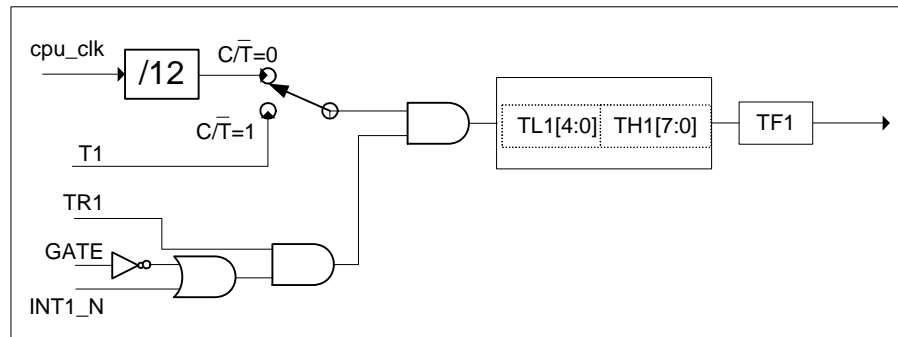 cpu_clk
/12
C/T̅=0
C/T̅=1
T1
TR1
GATE
INT1_N
TL1[4:0]
TH1[7:0]
TF1